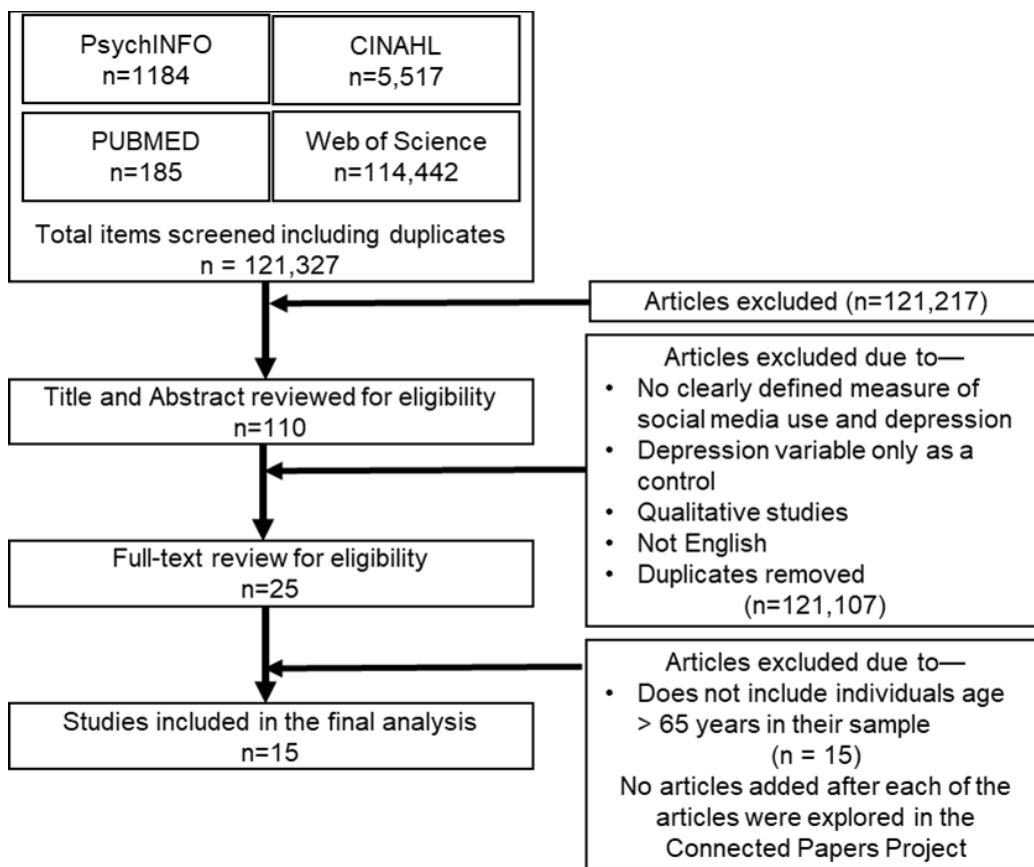 PsychINFO
n=1184
CINAHL
n=5,517
PUBMED
n=185
Web of Science
n=114,442
Total items screened including duplicates
n = 121,327
Articles excluded (n=121,217)
Title and Abstract reviewed for eligibility
n=110
Articles excluded due to—
• No clearly defined measure of
social media use and depression
• Depression variable only as a
control
• Qualitative studies
• Not English
• Duplicates removed
(n=121,107)
Full-text review for eligibility
n=25
Articles excluded due to—
• Does not include individuals age
> 65 years in their sample
(n = 15)
No articles added after each of the
articles were explored in the
Connected Papers Project
Studies included in the final analysis
n=15